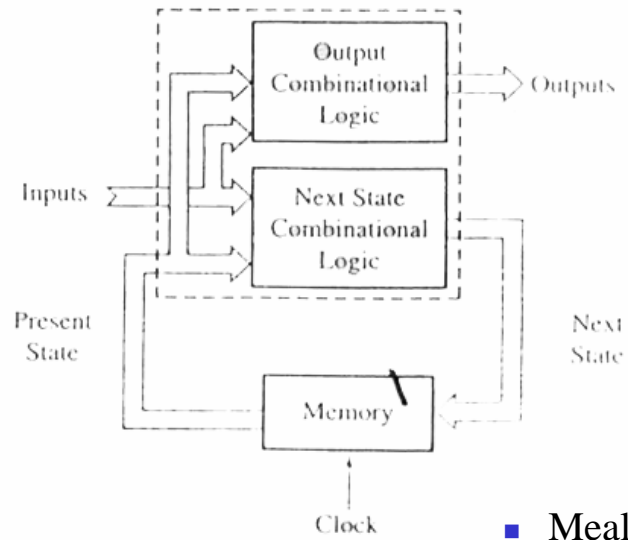 Output
Combinational
Logic
Outputs
Inputs
Next State
Combinational
Logic
Present
State
Next
State
Memory
Clock
▪ Meal